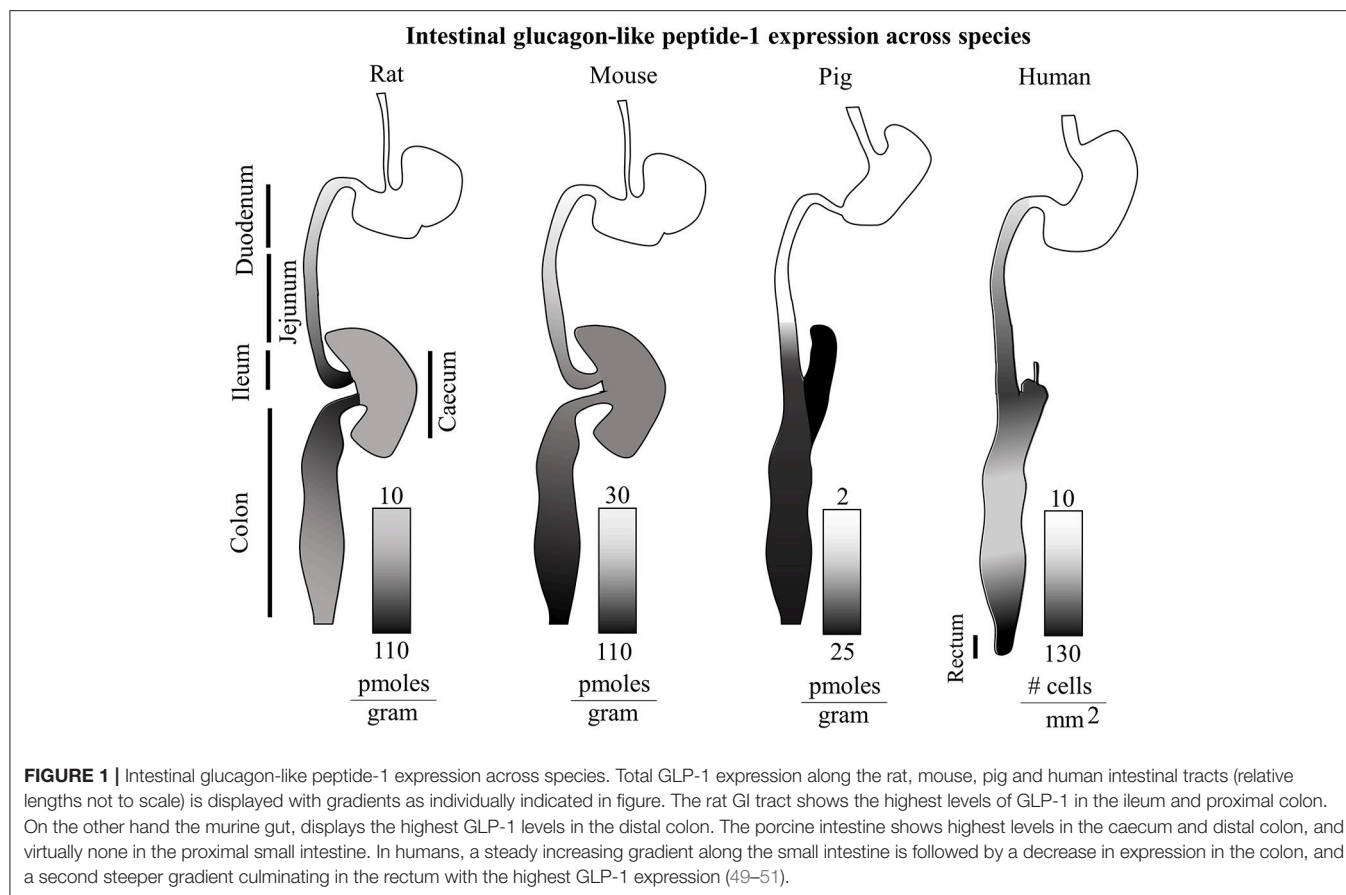 Intestinal glucagon-like peptide-1 expression across species
Rat
Mouse
Pig
Human
Duodenum
Jejunum
Ileum
Caecum
Colon
Rectum
10
110
pmoles
gram
30
110
pmoles
gram
2
25
pmoles
gram
10
130
# cells
mm 2
FIGURE 1 | Intestinal glucagon-like peptide-1 expression across species. Total GLP-1 expression along the rat, mouse, pig and human intestinal tracts (relative
lengths not to scale) is displayed with gradients as individually indicated in figure. The rat GI tract shows the highest levels of GLP-1 in the ileum and proximal colon.
On the other hand the murine gut, displays the highest GLP-1 levels in the distal colon. The porcine intestine shows highest levels in the caecum and distal colon, and
virtually none in the proximal small intestine. In humans, a steady increasing gradient along the small intestine is followed by a decrease in expression in the colon, and
a second steeper gradient culminating in the rectum with the highest GLP-1 expression (49–51).